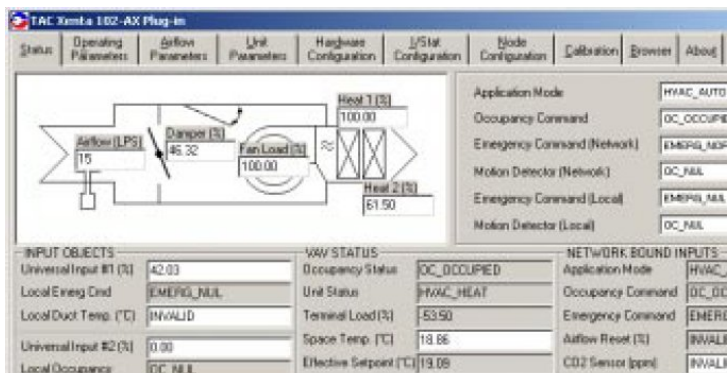 TAC Xenta 102-AX Plug-in
Status
Operating Parameters
Airflow Parameters
Unit Parameters
Hardware Configuration
I/Stat Configuration
Node Configuration
Calibration
Browser
About
Heat 1 (%)
100.00
Airflow (LPS)
15
Damper (%)
46.32
Fan Load (%)
100.00
Heat 2 (%)
61.50
Application Mode HVAC_AUTO
Occupancy Command OC_OCCUPIE
Emergency Command (Network) EMERG_NOR
Motion Detector (Network) OC_NUL
Emergency Command (Local) EMERG_NUL
Motion Detector (Local) OC_NUL
INPUT OBJECTS
Universal Input #1 (%) 42.03
Local Emerg Cmd EMERG_NUL
Local Duct Temp. (°C) INVALID
Universal Input #2 (%) 0.00
Local Occupancy OC_NUL
VAV STATUS
Occupancy Status OC_OCCUPIED
Unit Status HVAC_HEAT
Terminal Load (%) -53.50
Space Temp. (°C) 18.86
Effective Setpoint (°C) 19.09
NETWORK BOUND INPUTS
Application Mode HVAC_
Occupancy Command OC_OC
Emergency Command EMERG
Airflow Reset (%) INVALI
CO2 Sensor (ppm) INVALI